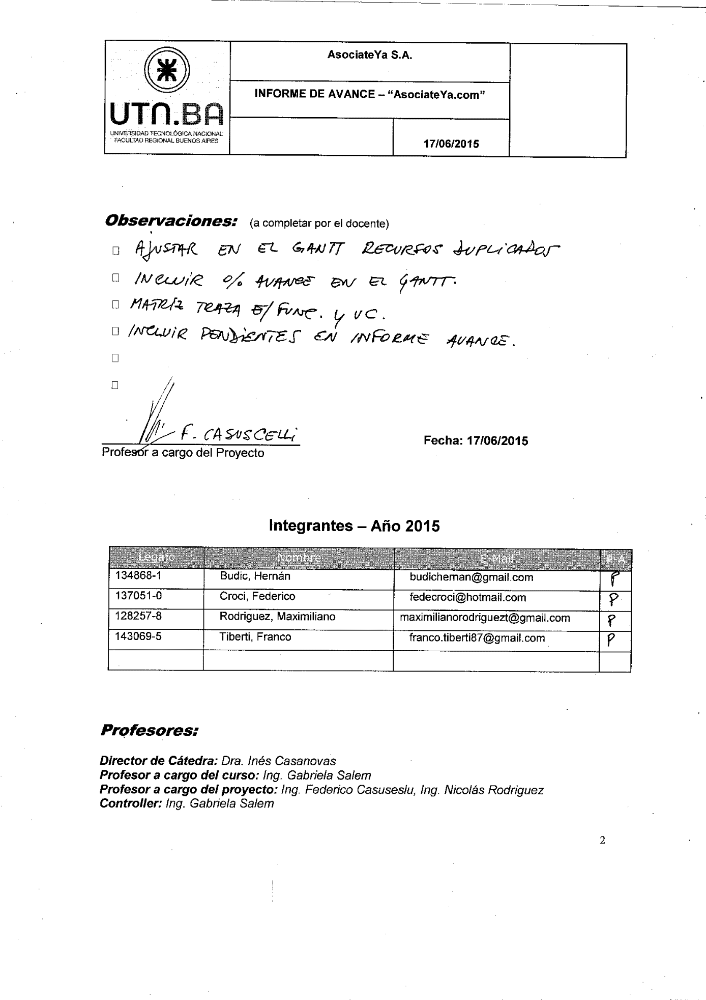 AsociateYa S.A.
INFORME DE AVANCE – “AsociateYa.com”
UTN.BA
UNIVERSIDAD TECNOLÓGICA NACIONAL
FACULTAD REGIONAL BUENOS AIRES
17/06/2015
Observaciones: (a completar por el docente)
AJUSTAR EN EL GANTT RECURSOS DUPLICADOS
INCLUIR % AVANCE EN EL GANTT.
MATRIZ TRAZA E/ FUNC. y UC.
INCLUIR PENDIENTES EN INFORME AVANCE.
F. CASUSCELLi
Profesor a cargo del Proyecto
Fecha: 17/06/2015
Integrantes – Año 2015
Legajo Nombre E-Mail P-A
134868-1 Budic, Hernán budichernan@gmail.com P
137051-0 Croci, Federico fedecroci@hotmail.com P
128257-8 Rodriguez, Maximiliano maximilianorodriguezt@gmail.com P
143069-5 Tiberti, Franco franco.tiberti87@gmail.com P
Profesores:
Director de Cátedra: Dra. Inés Casanovas
Profesor a cargo del curso: Ing. Gabriela Salem
Profesor a cargo del proyecto: Ing. Federico Casuseslu, Ing. Nicolás Rodriguez
Controller: Ing. Gabriela Salem
2